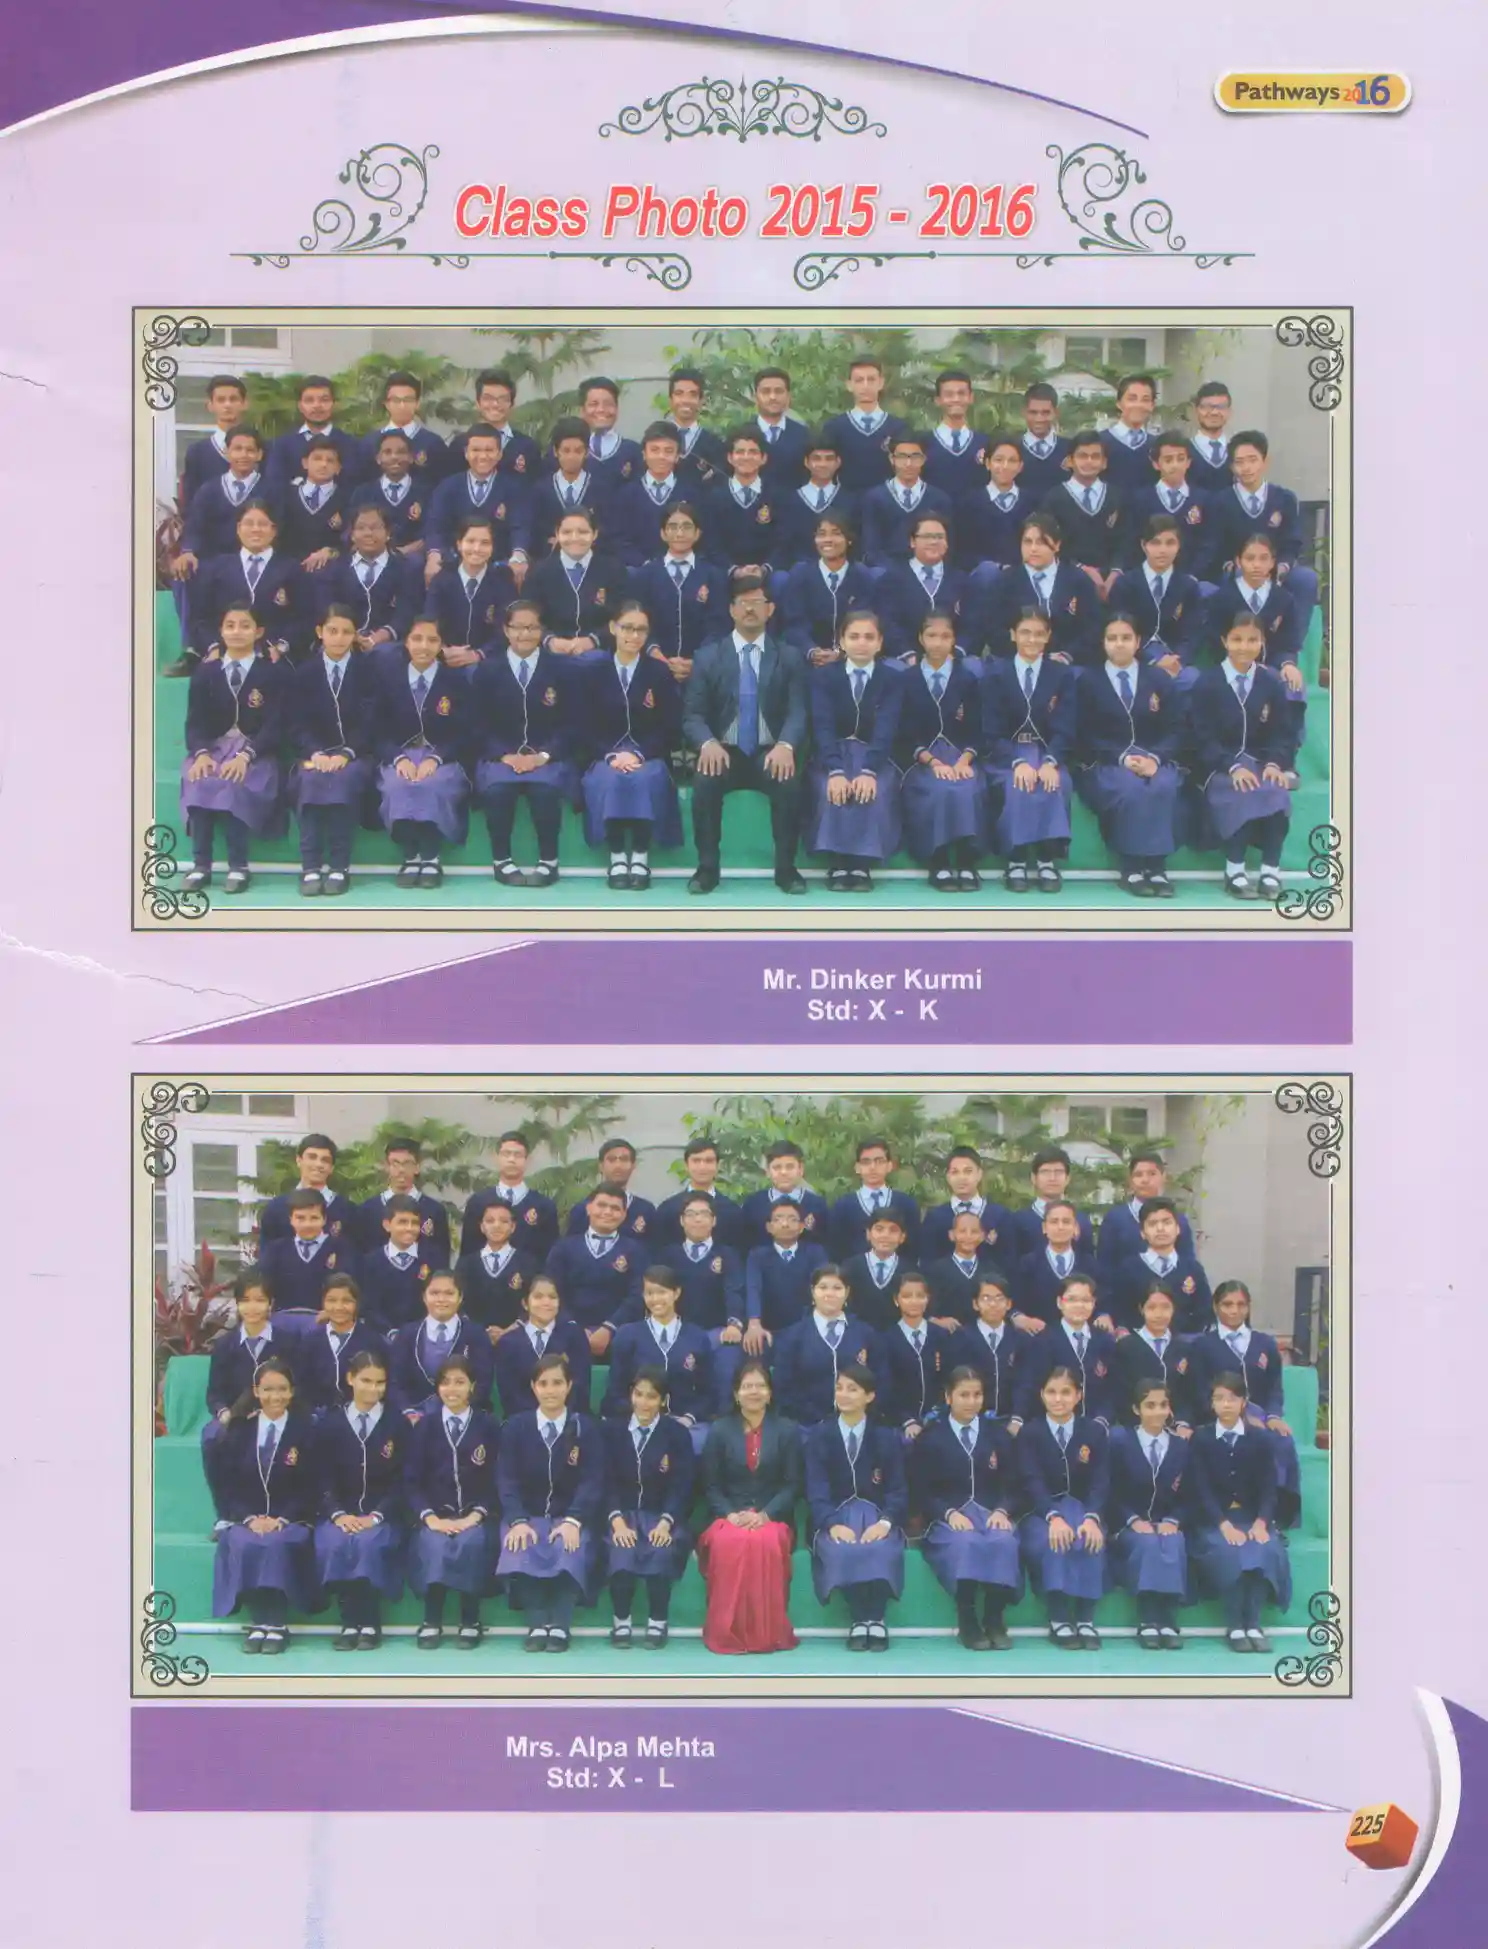 Pathways 2016
Class Photo 2015 - 2016
Mr. Dinker Kurmi
Std: X - K
Mrs. Alpa Mehta
Std: X - L
225